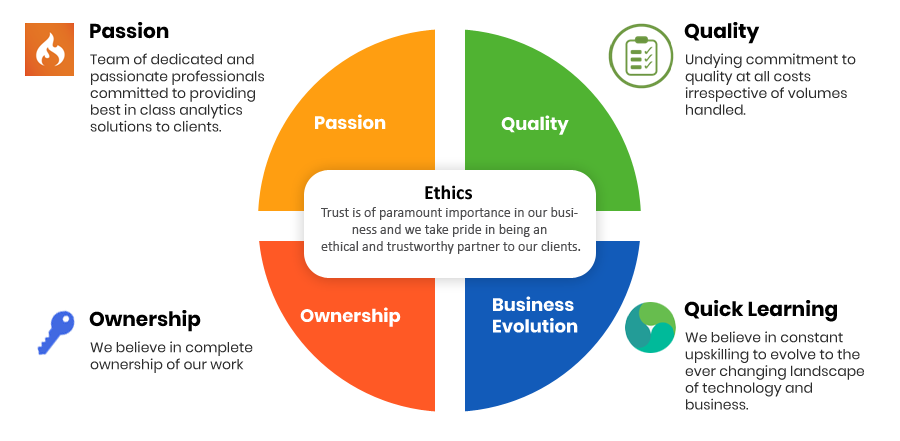 Passion
Team of dedicated and
passionate professionals
committed to providing
best in class analytics
solutions to clients.
Quality
Undying commitment to
quality at all costs
irrespective of volumes
handled.
Passion
Quality
Ethics
Trust is of paramount importance in our busi-
ness and we take pride in being an
ethical and trustworthy partner to our clients.
Ownership
Business
Evolution
Ownership
We believe in complete
ownership of our work
Quick Learning
We believe in constant
upskilling to evolve to the
ever changing landscape
of technology and
business.